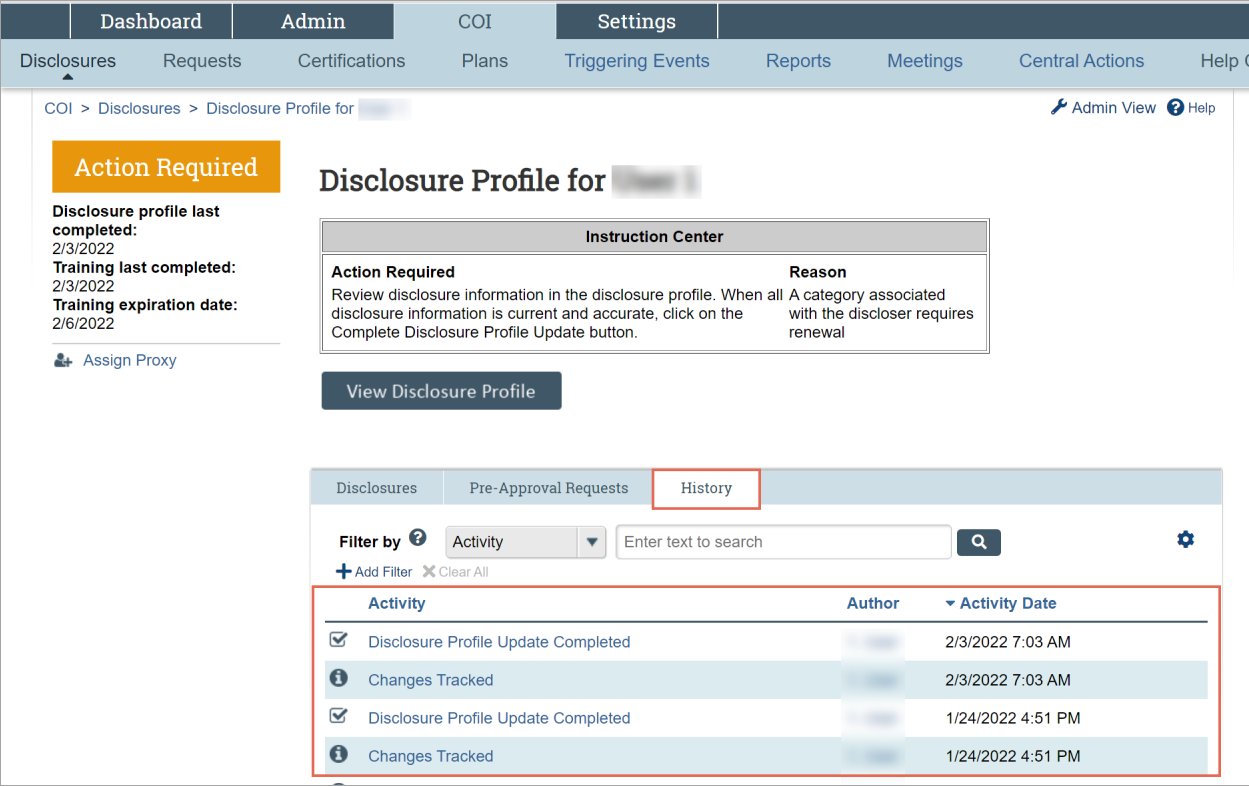 Dashboard Admin COI Settings
Disclosures Requests Certifications Plans Triggering Events Reports Meetings Central Actions Help
COI > Disclosures > Disclosure Profile for
Admin View Help
Action Required
Disclosure profile last
completed:
2/3/2022
Training last completed:
2/3/2022
Training expiration date:
2/6/2022
Assign Proxy
Disclosure Profile for
Instruction Center
Action Required Reason
Review disclosure information in the disclosure profile. When all A category associated
disclosure information is current and accurate, click on the with the discloser requires
Complete Disclosure Profile Update button. renewal
View Disclosure Profile
Disclosures Pre-Approval Requests History
Filter by Activity Enter text to search
Add Filter Clear All
Activity Author Activity Date
Disclosure Profile Update Completed 2/3/2022 7:03 AM
Changes Tracked 2/3/2022 7:03 AM
Disclosure Profile Update Completed 1/24/2022 4:51 PM
Changes Tracked 1/24/2022 4:51 PM